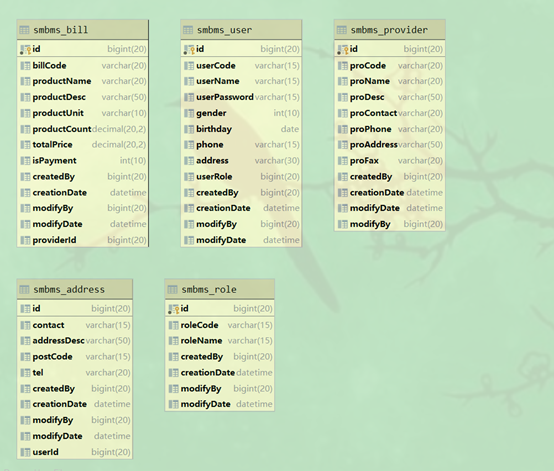 smbms_bill
id bigint(20)
billCode varchar(20)
productName varchar(20)
productDesc varchar(50)
productUnit varchar(10)
productCount decimal(20,2)
totalPrice decimal(20,2)
isPayment int(10)
createdBy bigint(20)
creationDate datetime
modifyBy bigint(20)
modifyDate datetime
providerId bigint(20)
smbms_user
id bigint(20)
userCode varchar(15)
userName varchar(15)
userPassword varchar(15)
gender int(10)
birthday date
phone varchar(15)
address varchar(30)
userRole bigint(20)
createdBy bigint(20)
creationDate datetime
modifyBy bigint(20)
modifyDate datetime
smbms_provider
id bigint(20)
proCode varchar(20)
proName varchar(20)
proDesc varchar(50)
proContact varchar(20)
proPhone varchar(20)
proAddress varchar(50)
proFax varchar(20)
createdBy bigint(20)
creationDate datetime
modifyDate datetime
modifyBy bigint(20)
smbms_address
id bigint(20)
contact varchar(15)
addressDesc varchar(50)
postCode varchar(15)
tel varchar(20)
createdBy bigint(20)
creationDate datetime
modifyBy bigint(20)
modifyDate datetime
userId bigint(20)
smbms_role
id bigint(20)
roleCode varchar(15)
roleName varchar(15)
createdBy bigint(20)
creationDate datetime
modifyBy bigint(20)
modifyDate datetime